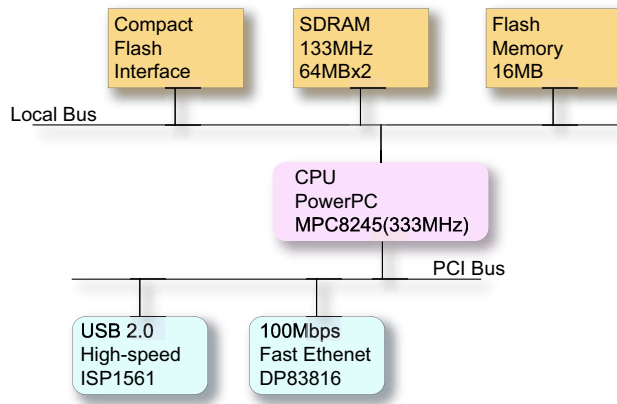 Compact
Flash
Interface
SDRAM
133MHz
64MBx2
Flash
Memory
16MB
Local Bus
CPU
PowerPC
MPC8245(333MHz)
PCI Bus
USB 2.0
High-speed
ISP1561
100Mbps
Fast Ethenet
DP83816